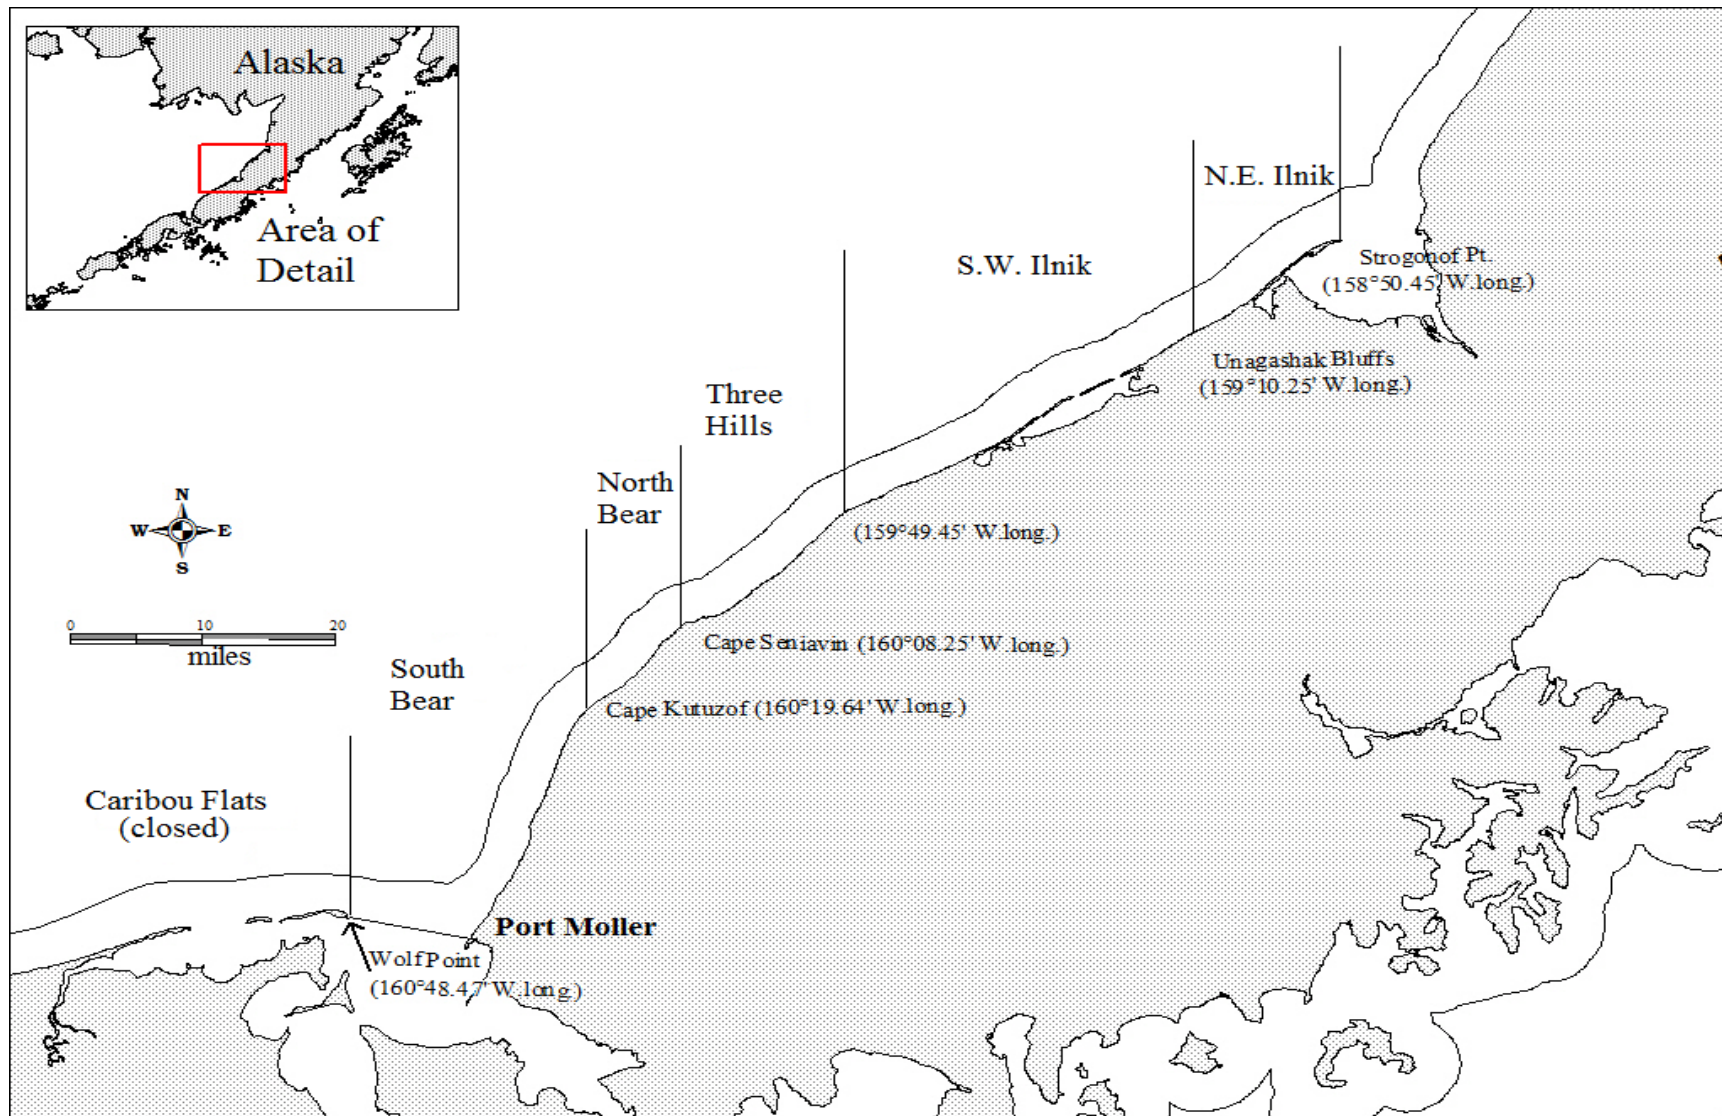 Alaska
Area of
Detail
N.E. Ilnik
S.W. Ilnik
Strogonof Pt.
(158°50.45' W.long.)
Unagashak Bluffs
(159°10.25' W.long.)
Three
Hills
North
Bear
(159°49.45' W.long.)
N
W E
S
0 10 20
miles
South
Bear
Cape Seniavin (160°08.25' W.long.)
Cape Kutuzof (160°19.64' W.long.)
Caribou Flats
(closed)
Port Moller
Wolf Point
(160°48.47' W.long.)